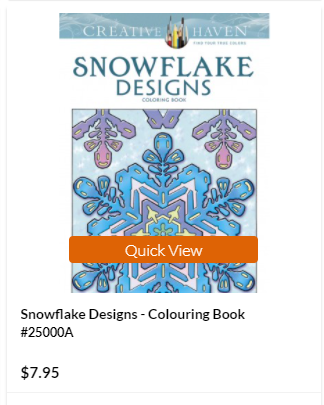 CREATIVE HAVEN
FIND YOUR TRUE COLORS
SNOWFLAKE
DESIGNS
COLORING BOOK
Quick View
Snowflake Designs - Colouring Book
#25000A
$7.95